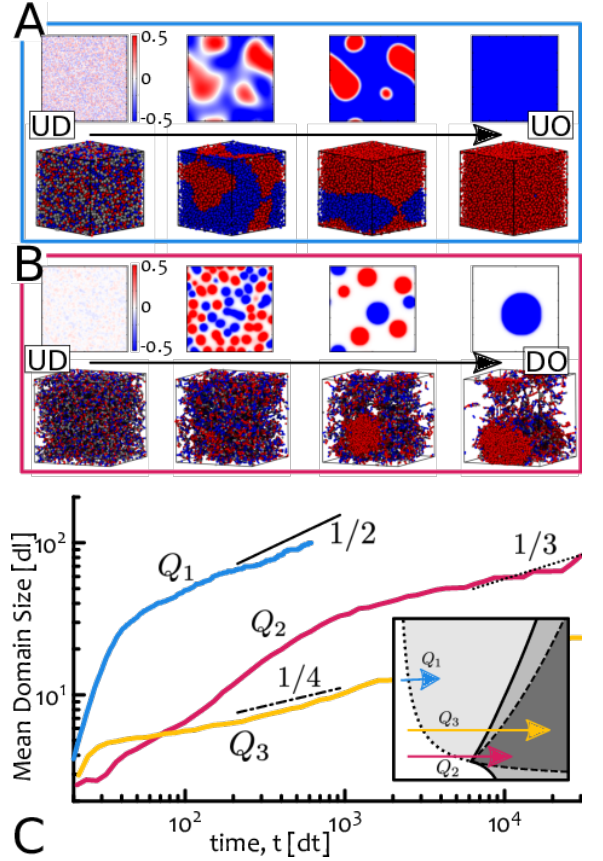 A
0.5
0
-0.5
UD
UO
B
0.5
0
-0.5
UD
DO
C
Mean Domain Size [dl]
10²
10¹
Q₁
1/2
Q₂
1/3
1/4
Q₃
Q₁
Q₃
Q₂
10²
10³
10⁴
time, t [dt]